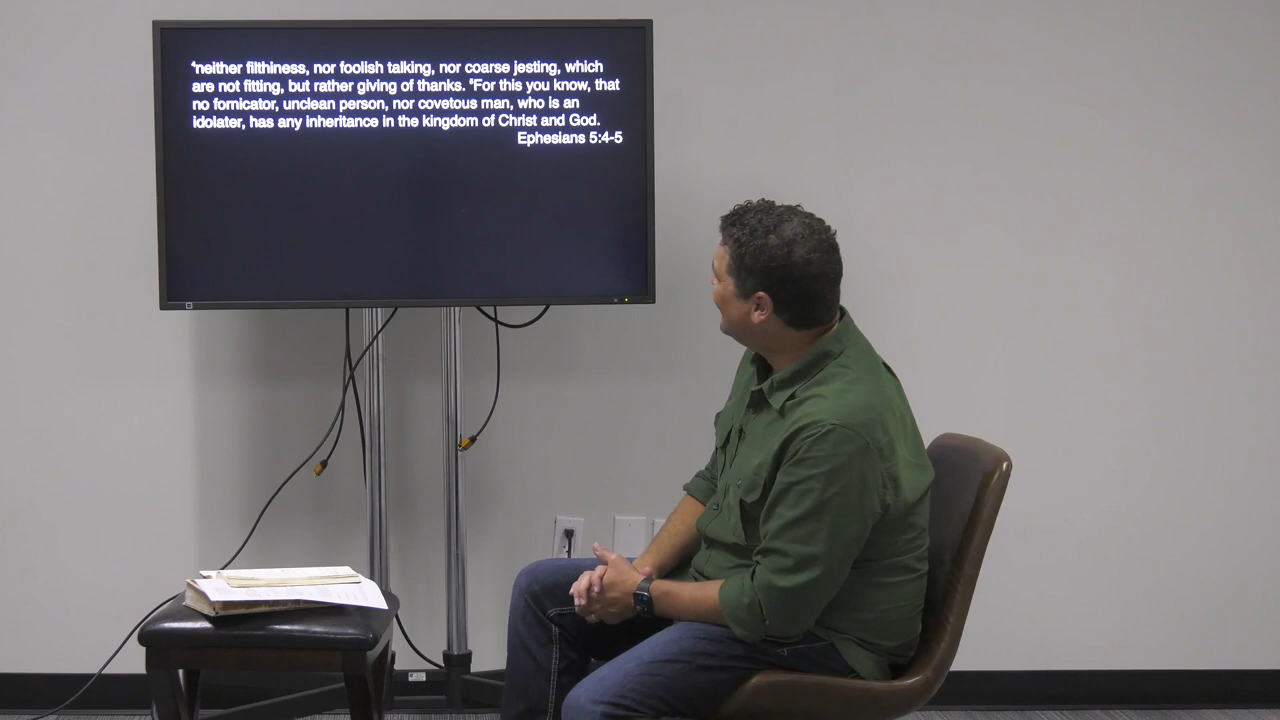 ⁴neither filthiness, nor foolish talking, nor coarse jesting, which
are not fitting, but rather giving of thanks. ⁵For this you know, that
no fornicator, unclean person, nor covetous man, who is an
idolater, has any inheritance in the kingdom of Christ and God.
Ephesians 5:4-5